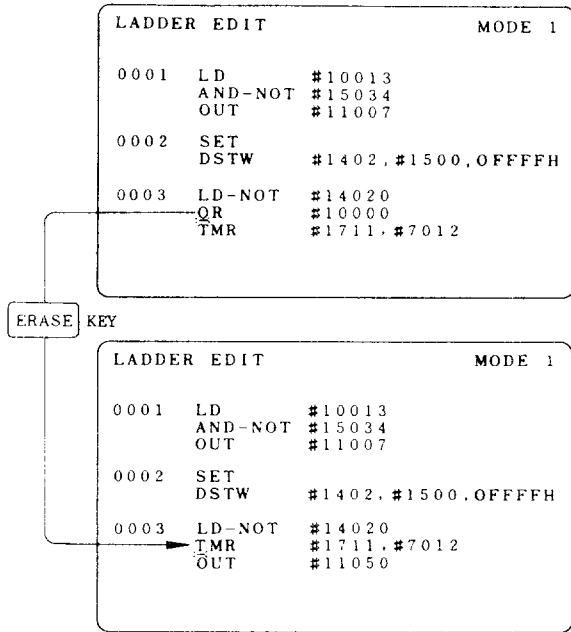 LADDER EDIT MODE 1
0001 LD #10013
AND-NOT #15034
OUT #11007
0002 SET
DSTW #1402,#1500,OFFFFH
0003 LD-NOT #14020
OR #10000
TMR #1711,#7012
ERASE KEY
LADDER EDIT MODE 1
0001 LD #10013
AND-NOT #15034
OUT #11007
0002 SET
DSTW #1402,#1500,OFFFFH
0003 LD-NOT #14020
TMR #1711,#7012
OUT #11050